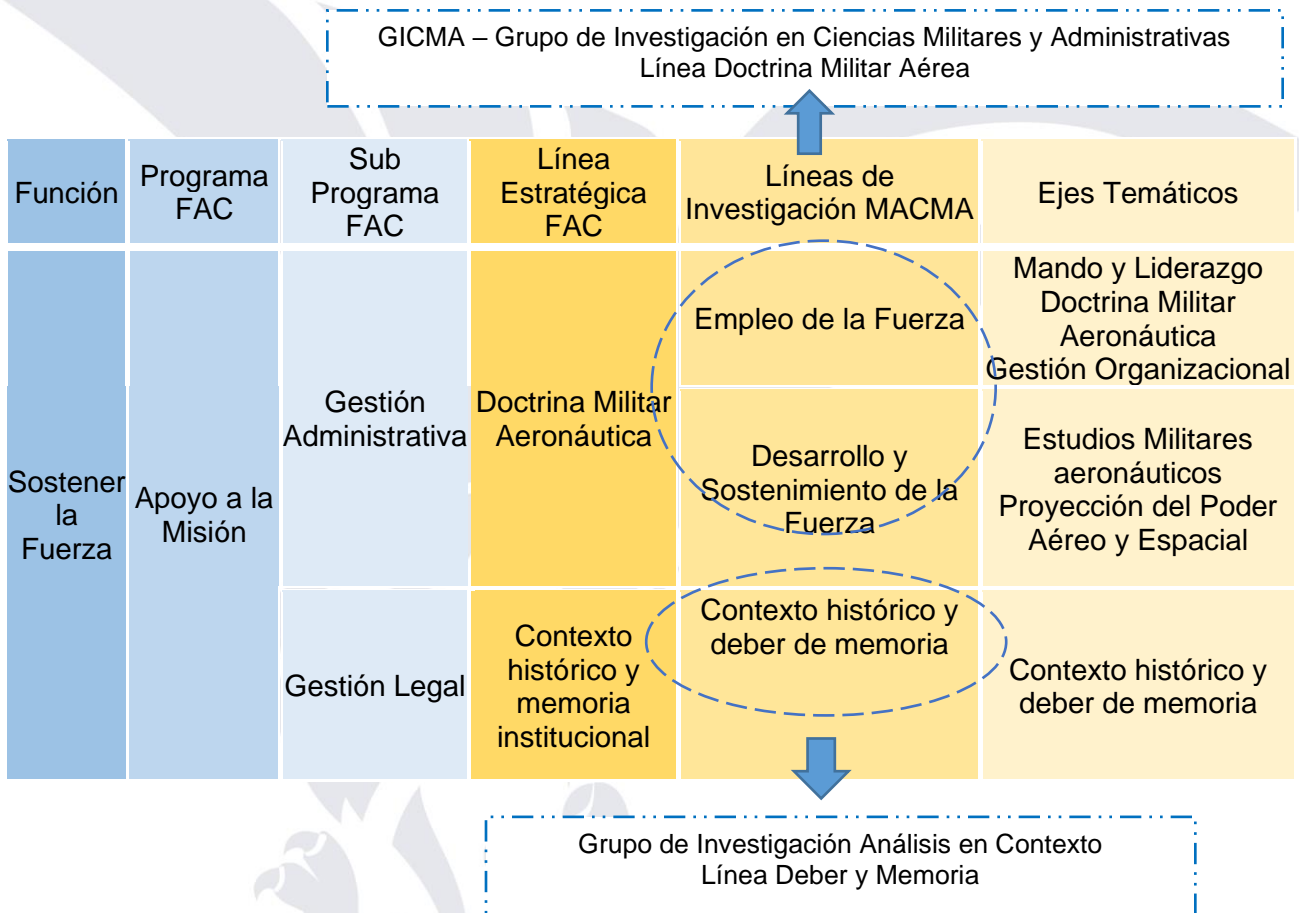 GICMA – Grupo de Investigación en Ciencias Militares y Administrativas
Línea Doctrina Militar Aérea
Función
Programa
FAC
Sub
Programa
FAC
Línea
Estratégica
FAC
Líneas de
Investigación MACMA
Ejes Temáticos
Sostener
la
Fuerza
Apoyo a la
Misión
Gestión
Administrativa
Doctrina Militar
Aeronáutica
Empleo de la Fuerza
Mando y Liderazgo
Doctrina Militar
Aeronáutica
Gestión Organizacional
Desarrollo y
Sostenimiento de la
Fuerza
Estudios Militares
aeronáuticos
Proyección del Poder
Aéreo y Espacial
Gestión Legal
Contexto
histórico y
memoria
institucional
Contexto histórico y
deber de memoria
Contexto histórico y
deber de memoria
Grupo de Investigación Análisis en Contexto
Línea Deber y Memoria